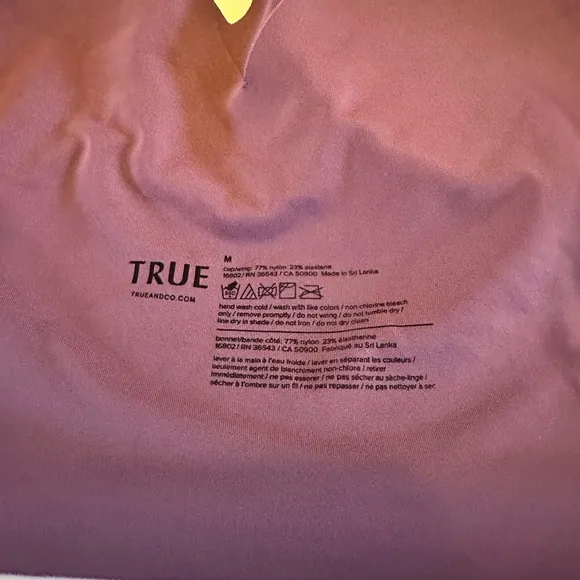 TRUE
TRUEANDCO.COM
M
cup/wing: 77% nylon 23% elastane
16802/ RN 36543 / CA 50900 Made in Sri Lanka
hand wash cold / wash with like colors / non-chlorine bleach
only / remove promptly / do not wring / do not tumble dry /
line dry in shade / do not iron / do not dry clean
bonnet/bande côté: 77% nylon 23% élasthanne
16802/ RN 36543 / CA 50900 Fabriqué au Sri Lanka
laver à la main à l'eau froide / laver en séparant les couleurs /
seulement agent de blanchiment non-chloré / retirer
immédiatement / ne pas essorer / ne pas sécher au sèche-linge /
sécher à l'ombre sur un fil / ne pas repasser / ne pas nettoyer à sec